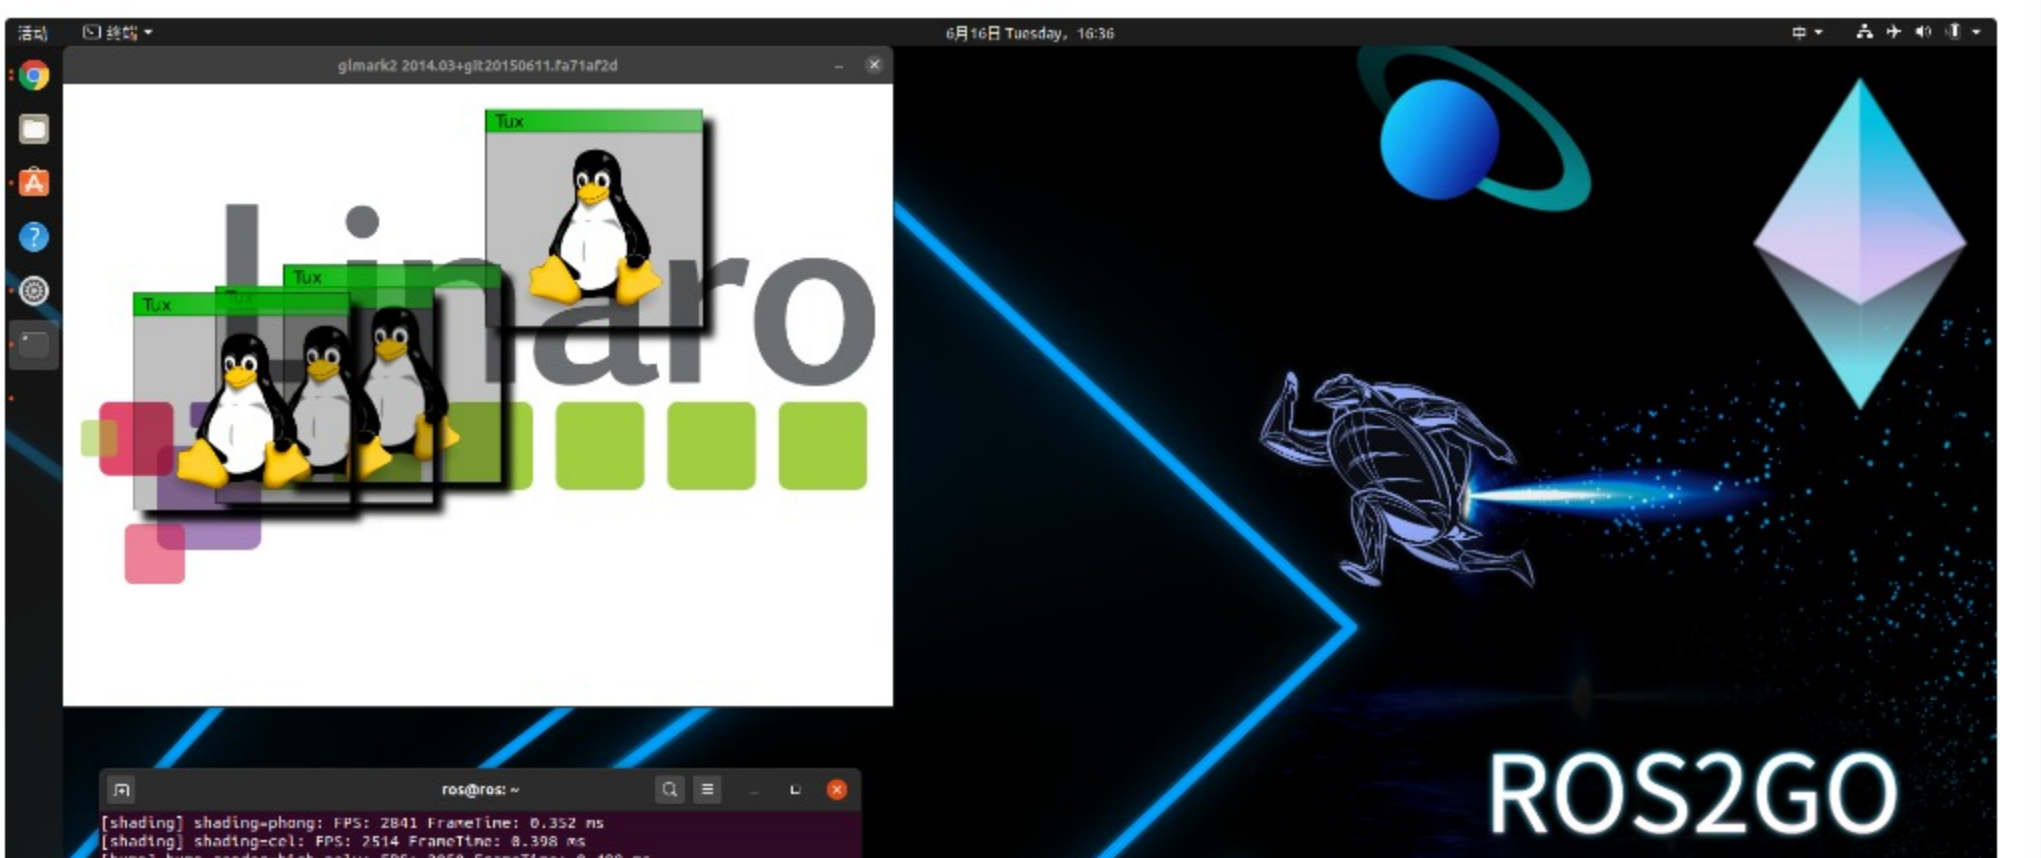 活动
终端
6月16日 Tuesday, 16:36
中
glmark2 2014.03+git20150611.fa71af2d
Tux
Linaro
Tux
Tux
Tux
ROS2GO
ros@ros: ~
[shading] shading=phong: FPS: 2841 FrameTime: 0.352 ms
[shading] shading=cel: FPS: 2514 FrameTime: 0.398 ms